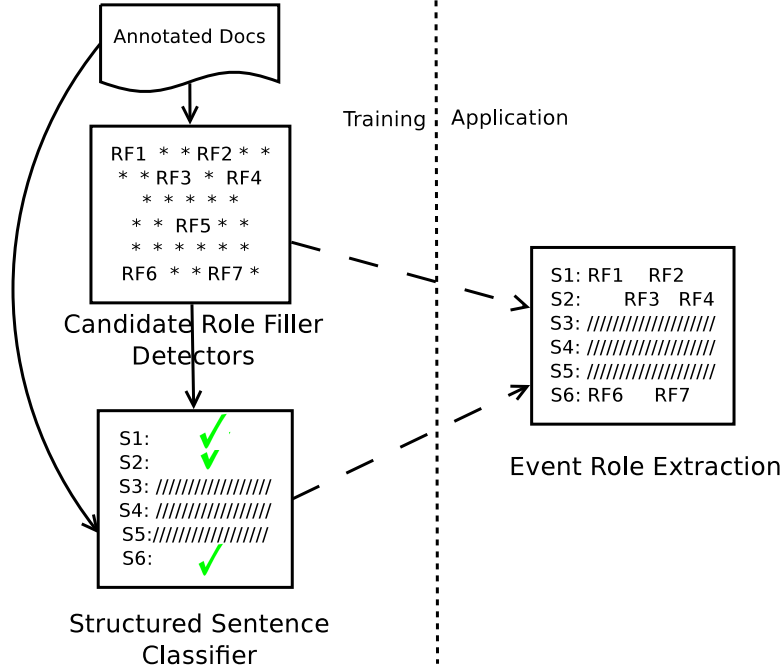 Annotated Docs
Training
Application
RF1 * * RF2 * *
* * RF3 * RF4
* * * * *
* * RF5 * *
* * * * * *
RF6 * * RF7 *
Candidate Role Filler
Detectors
S1: RF1 RF2
S2: RF3 RF4
S3: ////////////////////
S4: ////////////////////
S5: ////////////////////
S6: RF6 RF7
Event Role Extraction
S1: ✓
S2: ✓
S3: //////////////////
S4: //////////////////
S5: //////////////////
S6: ✓
Structured Sentence
Classifier